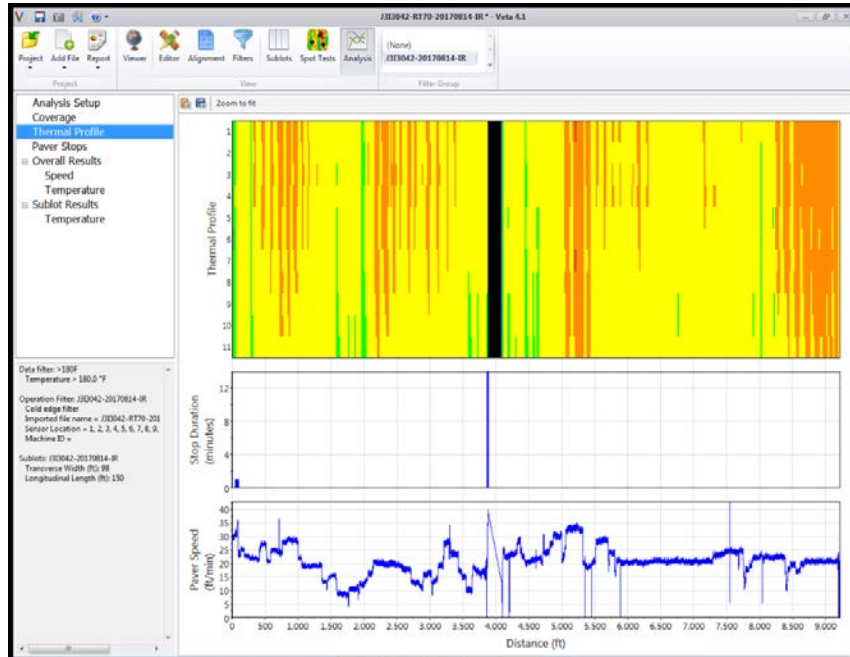 J3I3042-RT70-20170814-IR * - Veta 4.1
Project Add File Report Viewer Editor Alignment Filters Sublots Spot Tests Analysis
(None)
J3I3042-20170814-IR
Project View Filter Group
Analysis Setup
Coverage
Thermal Profile
Paver Stops
Overall Results
Speed
Temperature
Sublot Results
Temperature
Zoom to fit
Thermal Profile
1
2
3
4
5
6
7
8
9
10
11
Data filter: >180F
Temperature > 180.0 °F
Operation Filter: J3I3042-20170814-IR
Cold edge filter
Imported file name = J3I3042-RT70-201
Sensor Location = 1, 2, 3, 4, 5, 6, 7, 8, 9,
Machine ID =
Sublots: J3I3042-20170814-IR
Transverse Width (ft): 98
Longitudinal Length (ft): 150
Stop Duration
(minutes)
12
8
4
0
Paver Speed
(ft/min)
40
35
30
25
20
15
10
5
0
0 500 1.000 1.500 2.000 2.500 3.000 3.500 4.000 4.500 5.000 5.500 6.000 6.500 7.000 7.500 8.000 8.500 9.000
Distance (ft)